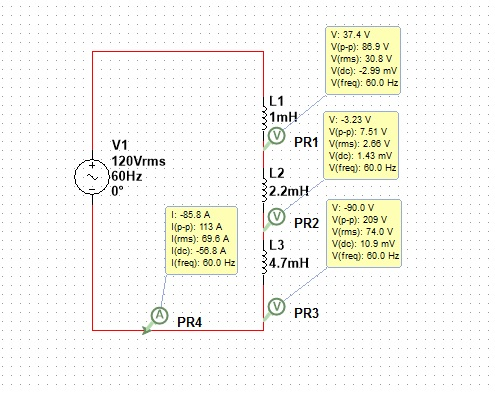 V: 37.4 V
V(p-p): 86.9 V
V(rms): 30.8 V
V(dc): -2.99 mV
V(freq): 60.0 Hz
L1
1mH
V
PR1
V: -3.23 V
V(p-p): 7.51 V
V(rms): 2.66 V
V(dc): 1.43 mV
V(freq): 60.0 Hz
V1
120Vrms
60Hz
0°
L2
2.2mH
V
PR2
V: -90.0 V
V(p-p): 209 V
V(rms): 74.0 V
V(dc): 10.9 mV
V(freq): 60.0 Hz
I: -85.8 A
I(p-p): 113 A
I(rms): 69.6 A
I(dc): -56.8 A
I(freq): 60.0 Hz
L3
4.7mH
V
PR3
A
PR4